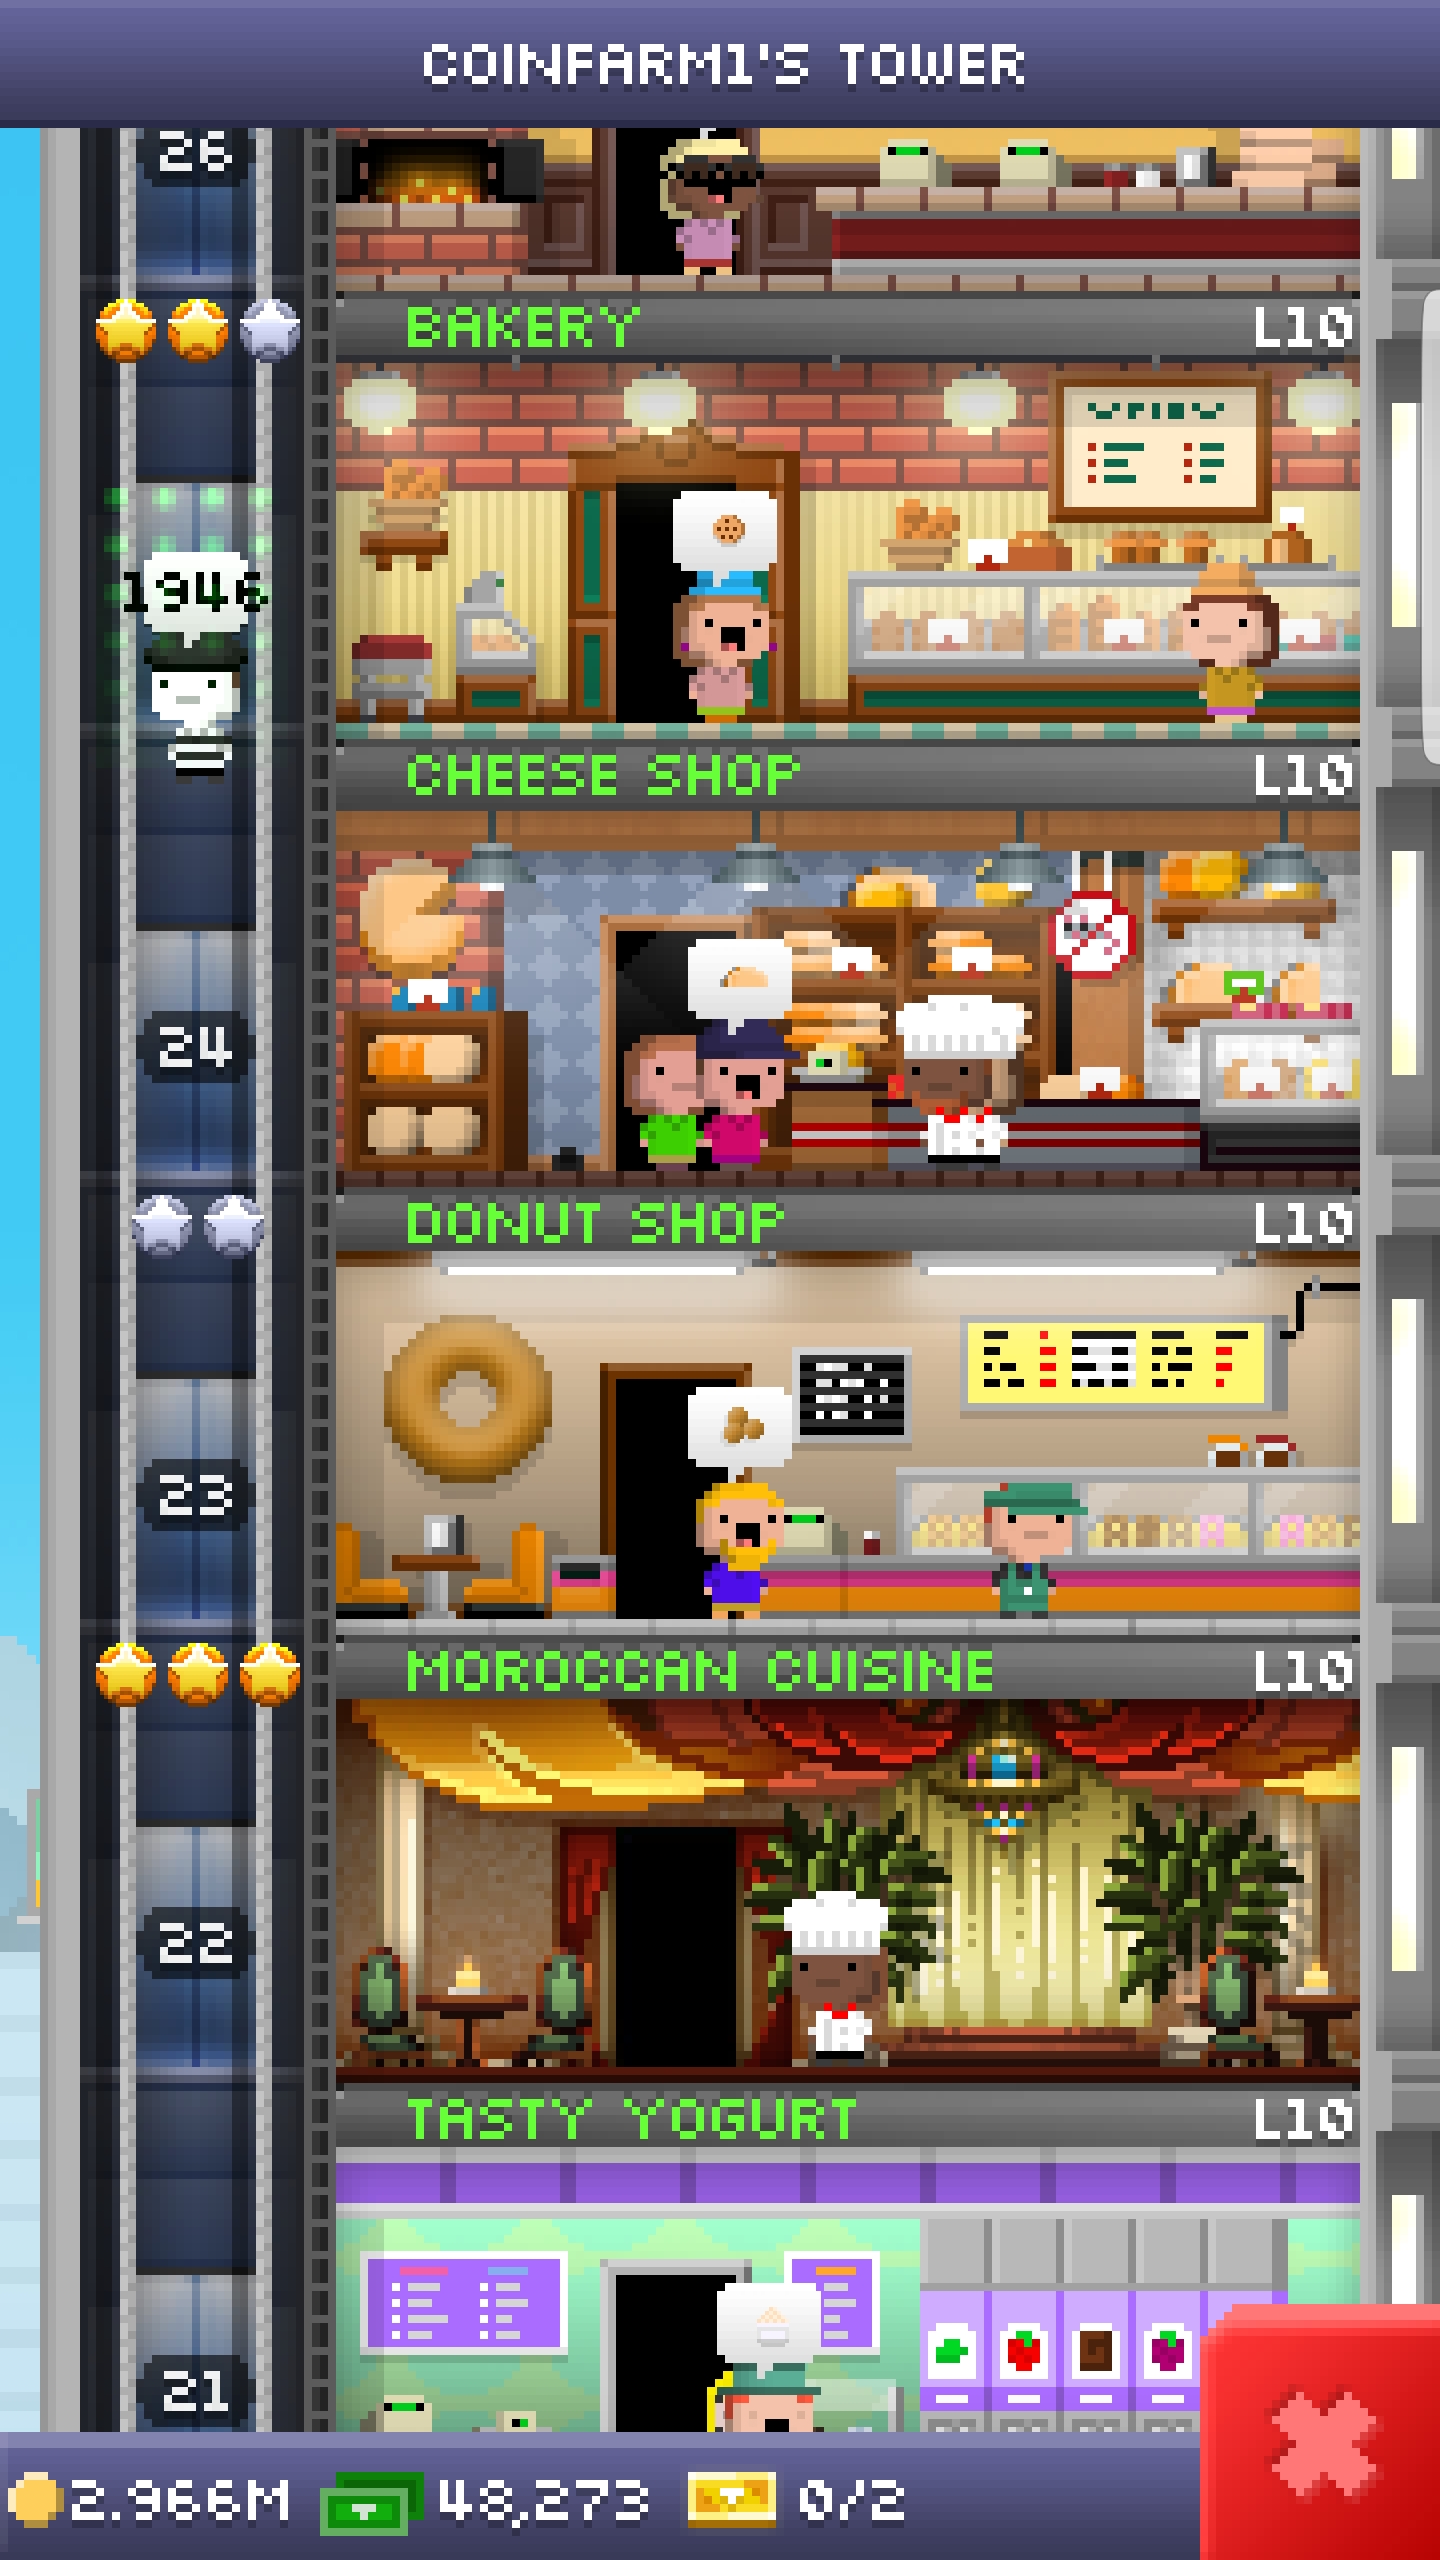 COINFARM1'S TOWER
26
BAKERY L10
1946
CHEESE SHOP L10
24
DONUT SHOP L10
23
MOROCCAN CUISINE L10
22
TASTY YOGURT L10
21
2.966M 48,273 0/2